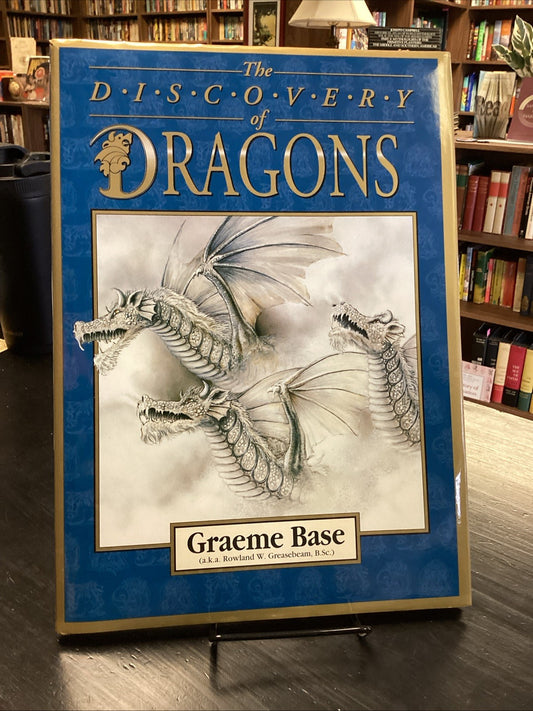 The
D·I·S·C·O·V·E·R·Y
of
DRAGONS
Graeme Base
(a.k.a. Rowland W. Greasebeam, B.Sc.)